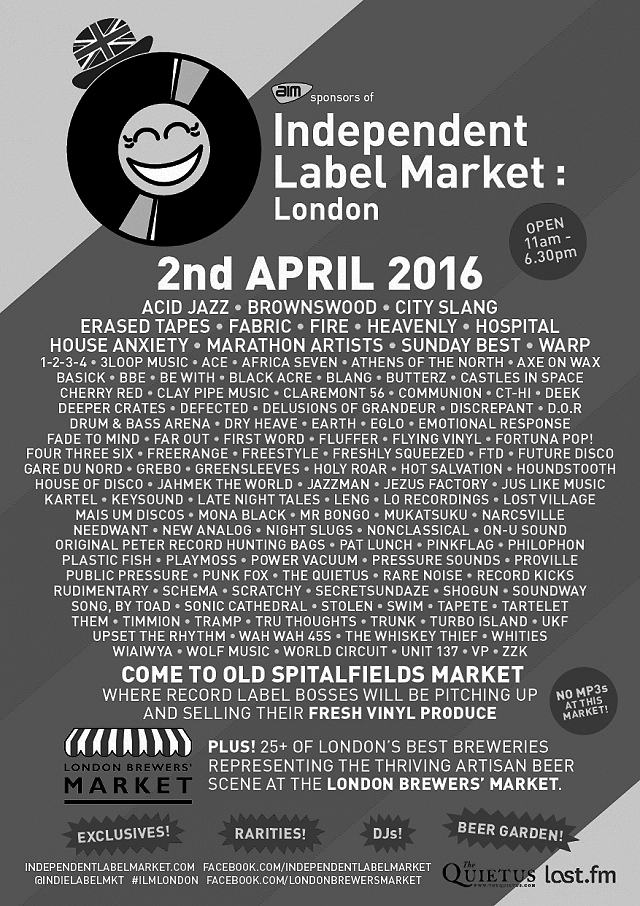 aim sponsors of
Independent
Label Market :
London
OPEN
11am -
6.30pm
2nd APRIL 2016
ACID JAZZ • BROWNSWOOD • CITY SLANG
ERASED TAPES • FABRIC • FIRE • HEAVENLY • HOSPITAL
HOUSE ANXIETY • MARATHON ARTISTS • SUNDAY BEST • WARP
1-2-3-4 • 3LOOP MUSIC • ACE • AFRICA SEVEN • ATHENS OF THE NORTH • AXE ON WAX
BASICK • BBE • BE WITH • BLACK ACRE • BLANG • BUTTERZ • CASTLES IN SPACE
CHERRY RED • CLAY PIPE MUSIC • CLAREMONT 56 • COMMUNION • CT-HI • DEEK
DEEPER CRATES • DEFECTED • DELUSIONS OF GRANDEUR • DISCREPANT • D.O.R
DRUM & BASS ARENA • DRY HEAVE • EARTH • EGLO • EMOTIONAL RESPONSE
FADE TO MIND • FAR OUT • FIRST WORD • FLUFFER • FLYING VINYL • FORTUNA POP!
FOUR THREE SIX • FREERANGE • FREESTYLE • FRESHLY SQUEEZED • FTD • FUTURE DISCO
GARE DU NORD • GREBO • GREENSLEEVES • HOLY ROAR • HOT SALVATION • HOUNDSTOOTH
HOUSE OF DISCO • JAHMEK THE WORLD • JAZZMAN • JEZUS FACTORY • JUS LIKE MUSIC
KARTEL • KEYSOUND • LATE NIGHT TALES • LENG • LO RECORDINGS • LOST VILLAGE
MAIS UM DISCOS • MONA BLACK • MR BONGO • MUKATSUKU • NARCSVILLE
NEEDWANT • NEW ANALOG • NIGHT SLUGS • NONCLASSICAL • ON-U SOUND
ORIGINAL PETER RECORD HUNTING BAGS • PAT LUNCH • PINKFLAG • PHILOPHON
PLASTIC FISH • PLAYMOSS • POWER VACUUM • PRESSURE SOUNDS • PROVILLE
PUBLIC PRESSURE • PUNK FOX • THE QUIETUS • RARE NOISE • RECORD KICKS
RUDIMENTARY • SCHEMA • SCRATCHY • SECRETSUNDAZE • SHOGUN • SOUNDWAY
SONG, BY TOAD • SONIC CATHEDRAL • STOLEN • SWIM • TAPETE • TARTELET
THEM • TIMMION • TRAMP • TRU THOUGHTS • TRUNK • TURBO ISLAND • UKF
UPSET THE RHYTHM • WAH WAH 45S • THE WHISKEY THIEF • WHITIES
WIAIWYA • WOLF MUSIC • WORLD CIRCUIT • UNIT 137 • VP • ZZK
COME TO OLD SPITALFIELDS MARKET
WHERE RECORD LABEL BOSSES WILL BE PITCHING UP
AND SELLING THEIR FRESH VINYL PRODUCE
NO MP3s
AT THIS
MARKET!
LONDON BREWERS'
MARKET
PLUS! 25+ OF LONDON'S BEST BREWERIES
REPRESENTING THE THRIVING ARTISAN BEER
SCENE AT THE LONDON BREWERS' MARKET.
EXCLUSIVES! RARITIES! DJs! BEER GARDEN!
INDEPENDENTLABELMARKET.COM FACEBOOK.COM/INDEPENDENTLABELMARKET
@INDIELABELMKT #ILMLONDON FACEBOOK.COM/LONDONBREWERSMARKET
The QUIETUS
WWW.THEQUIETUS.COM
last.fm